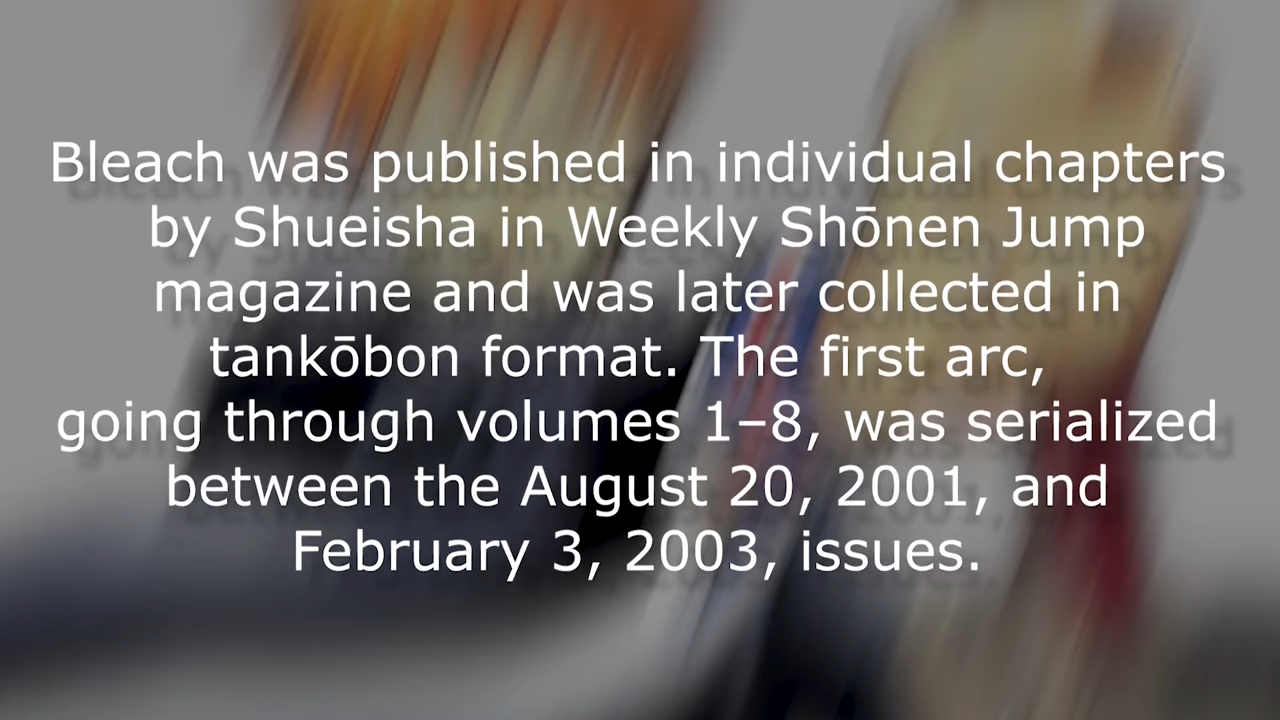 Bleach was published in individual chapters
by Shueisha in Weekly Shōnen Jump
magazine and was later collected in
tankōbon format. The first arc,
going through volumes 1–8, was serialized
between the August 20, 2001, and
February 3, 2003, issues.